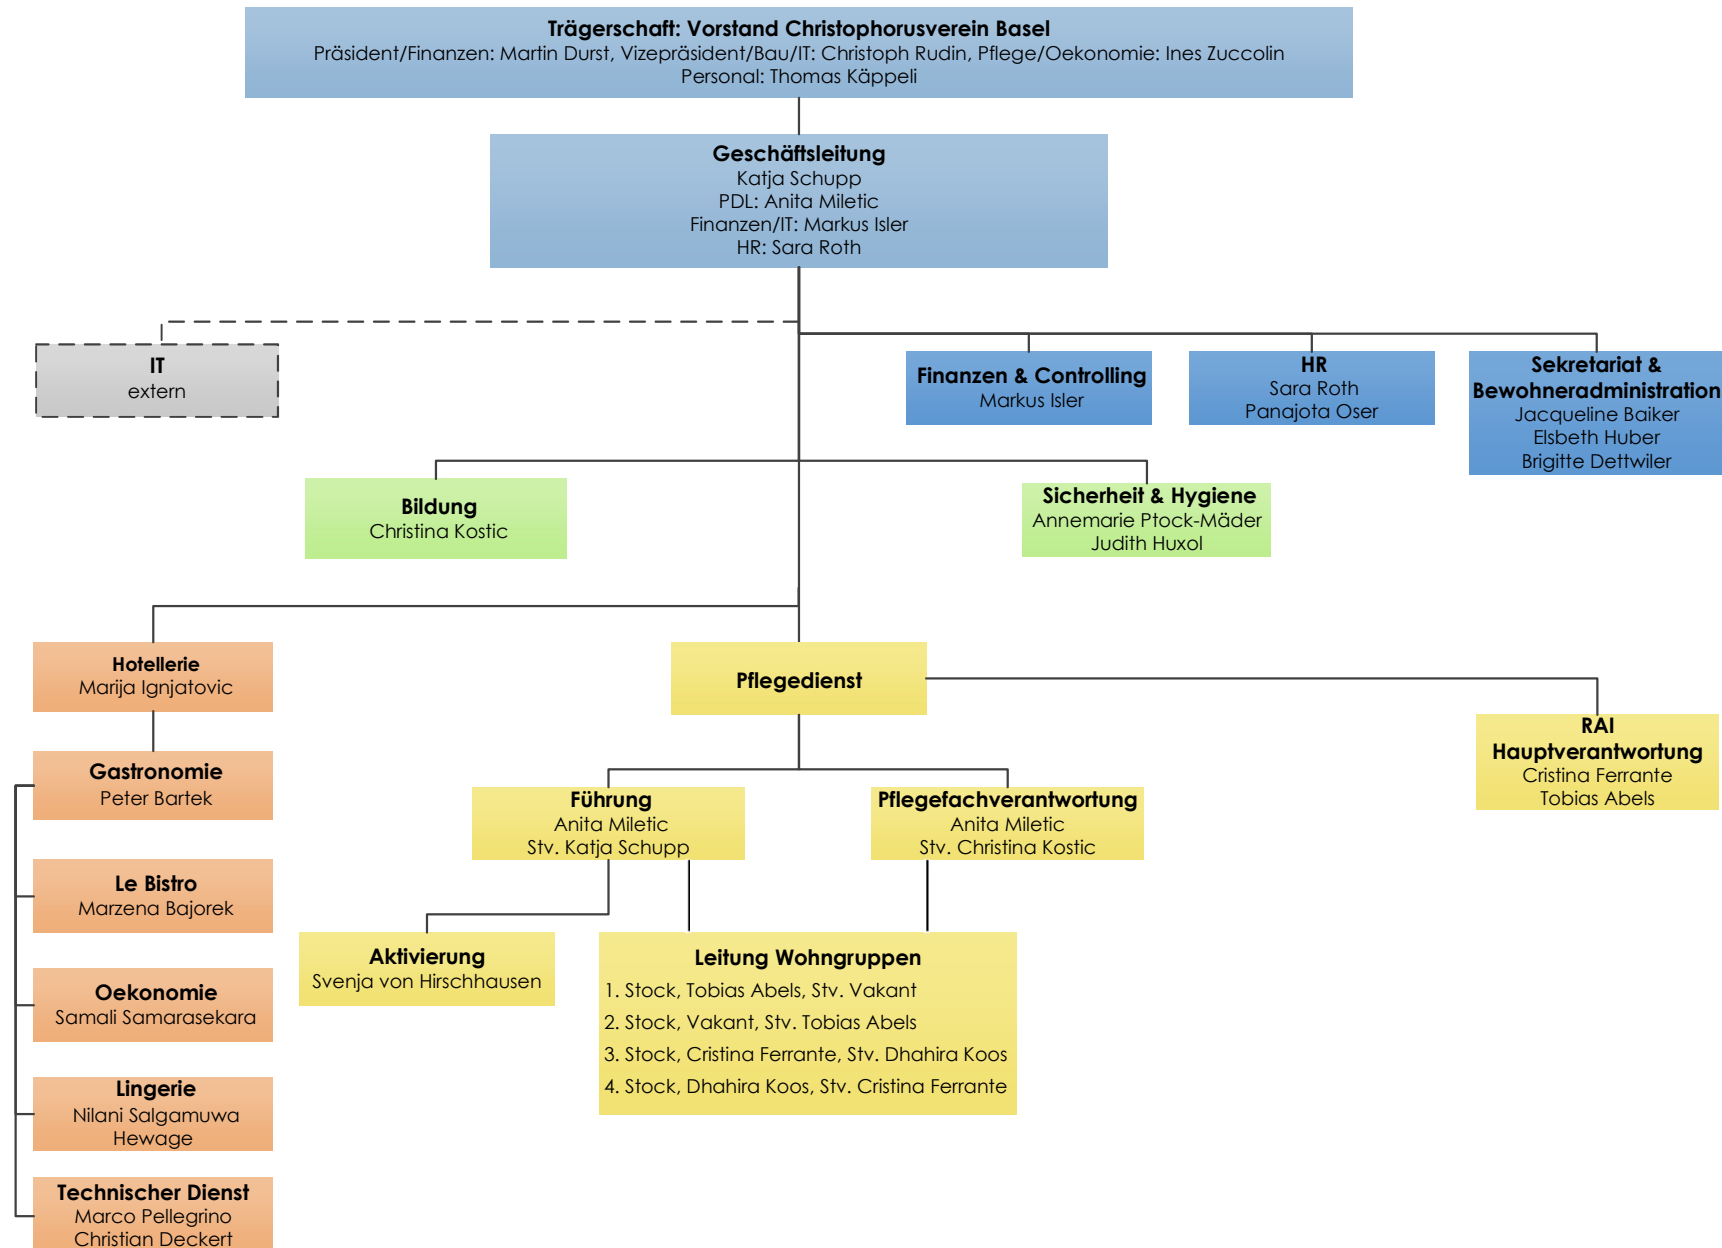 Trägerschaft: Vorstand Christophorusverein Basel
Präsident/Finanzen: Martin Durst, Vizepräsident/Bau/IT: Christoph Rudin, Pflege/Oekonomie: Ines Zuccolin
Personal: Thomas Käppeli
Geschäftsleitung
Katja Schupp
PDL: Anita Miletic
Finanzen/IT: Markus Isler
HR: Sara Roth
IT
extern
Finanzen & Controlling
Markus Isler
HR
Sara Roth
Panajota Oser
Sekretariat &
Bewohneradministration
Jacqueline Baiker
Elsbeth Huber
Brigitte Dettwiler
Bildung
Christina Kostic
Sicherheit & Hygiene
Annemarie Ptock-Mäder
Judith Huxol
Hotellerie
Marija Ignjatovic
Pflegedienst
RAI
Hauptverantwortung
Cristina Ferrante
Tobias Abels
Gastronomie
Peter Bartek
Führung
Anita Miletic
Stv. Katja Schupp
Pflegefachverantwortung
Anita Miletic
Stv. Christina Kostic
Le Bistro
Marzena Bajorek
Aktivierung
Svenja von Hirschhausen
Leitung Wohngruppen
1. Stock, Tobias Abels, Stv. Vakant
2. Stock, Vakant, Stv. Tobias Abels
3. Stock, Cristina Ferrante, Stv. Dhahira Koos
4. Stock, Dhahira Koos, Stv. Cristina Ferrante
Oekonomie
Samali Samarasekara
Lingerie
Nilani Salgamuwa
Hewage
Technischer Dienst
Marco Pellegrino
Christian Deckert